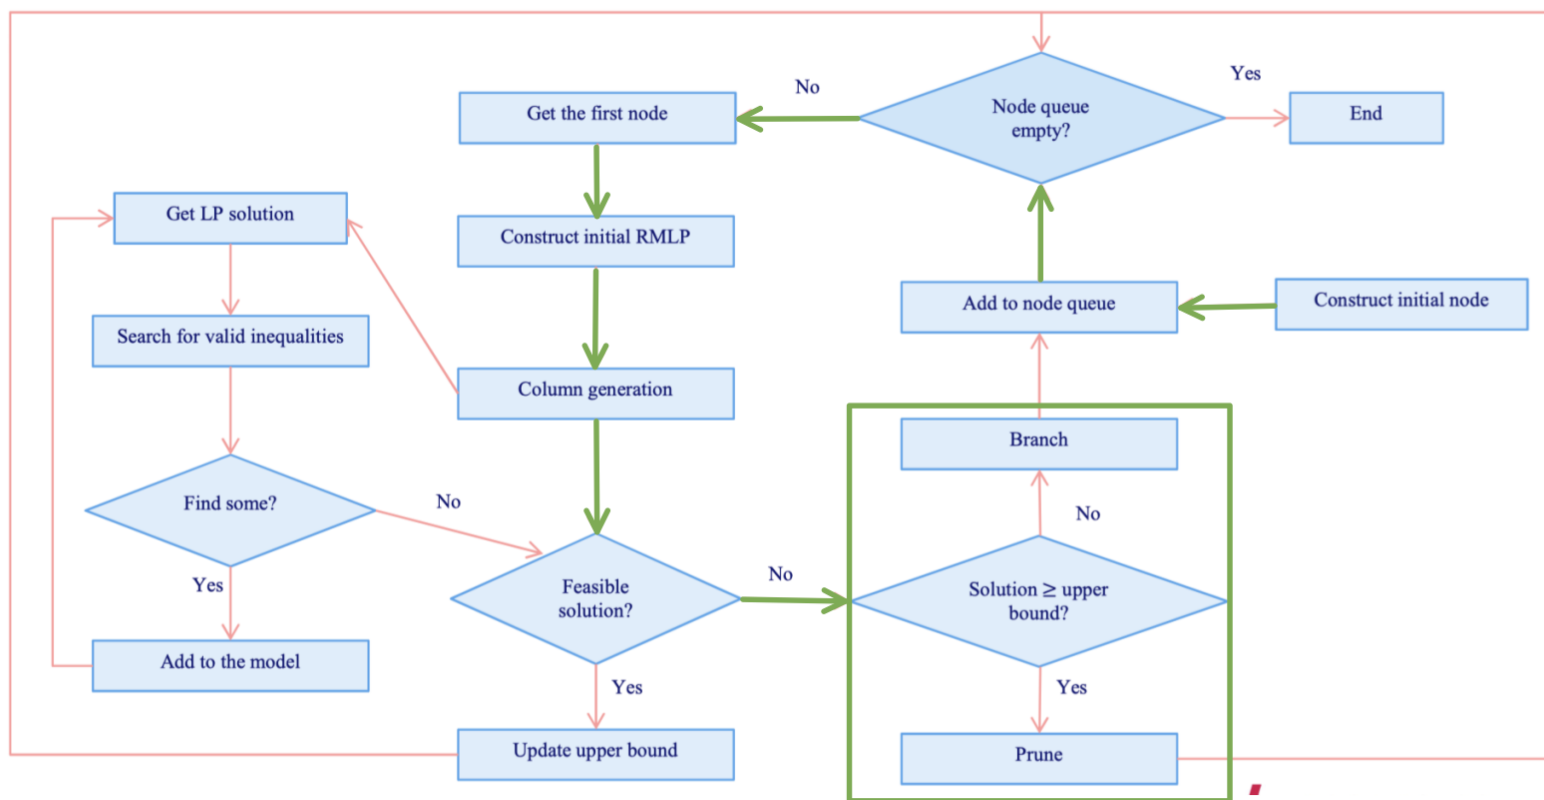 No
Yes
Get the first node
Node queue
empty?
End
Get LP solution
Construct initial RMLP
Add to node queue
Construct initial node
Search for valid inequalities
Column generation
Branch
Find some?
No
No
Feasible
solution?
No
Solution ≥ upper
bound?
Yes
Add to the model
Yes
Yes
Update upper bound
Prune